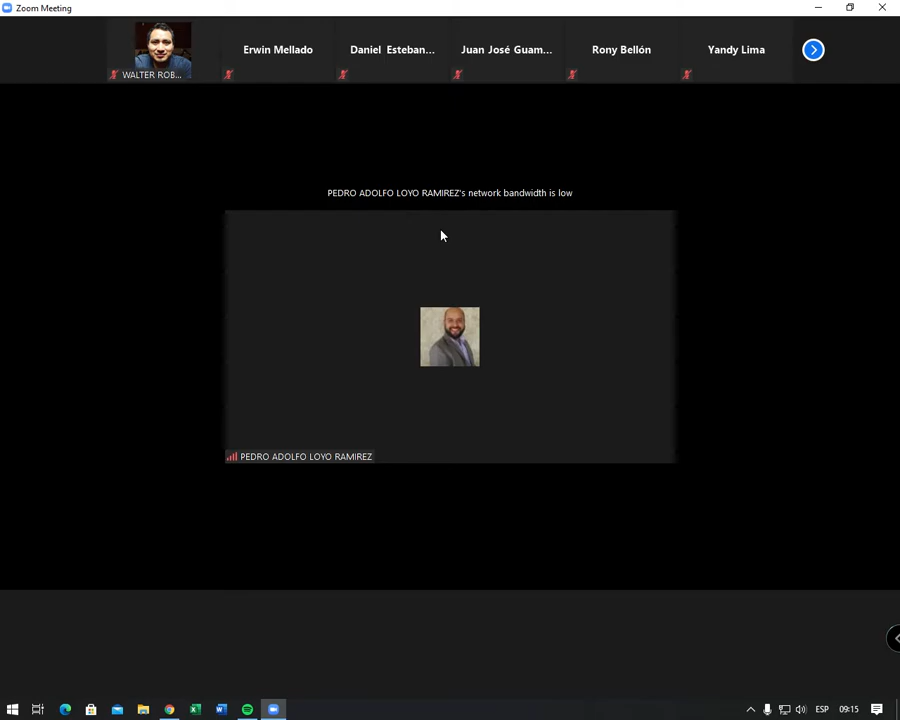 Zoom Meeting
WALTER ROB...
Erwin Mellado
Daniel Esteban...
Juan José Guam...
Rony Bellón
Yandy Lima
PEDRO ADOLFO LOYO RAMIREZ's network bandwidth is low
PEDRO ADOLFO LOYO RAMIREZ
ESP
09:15